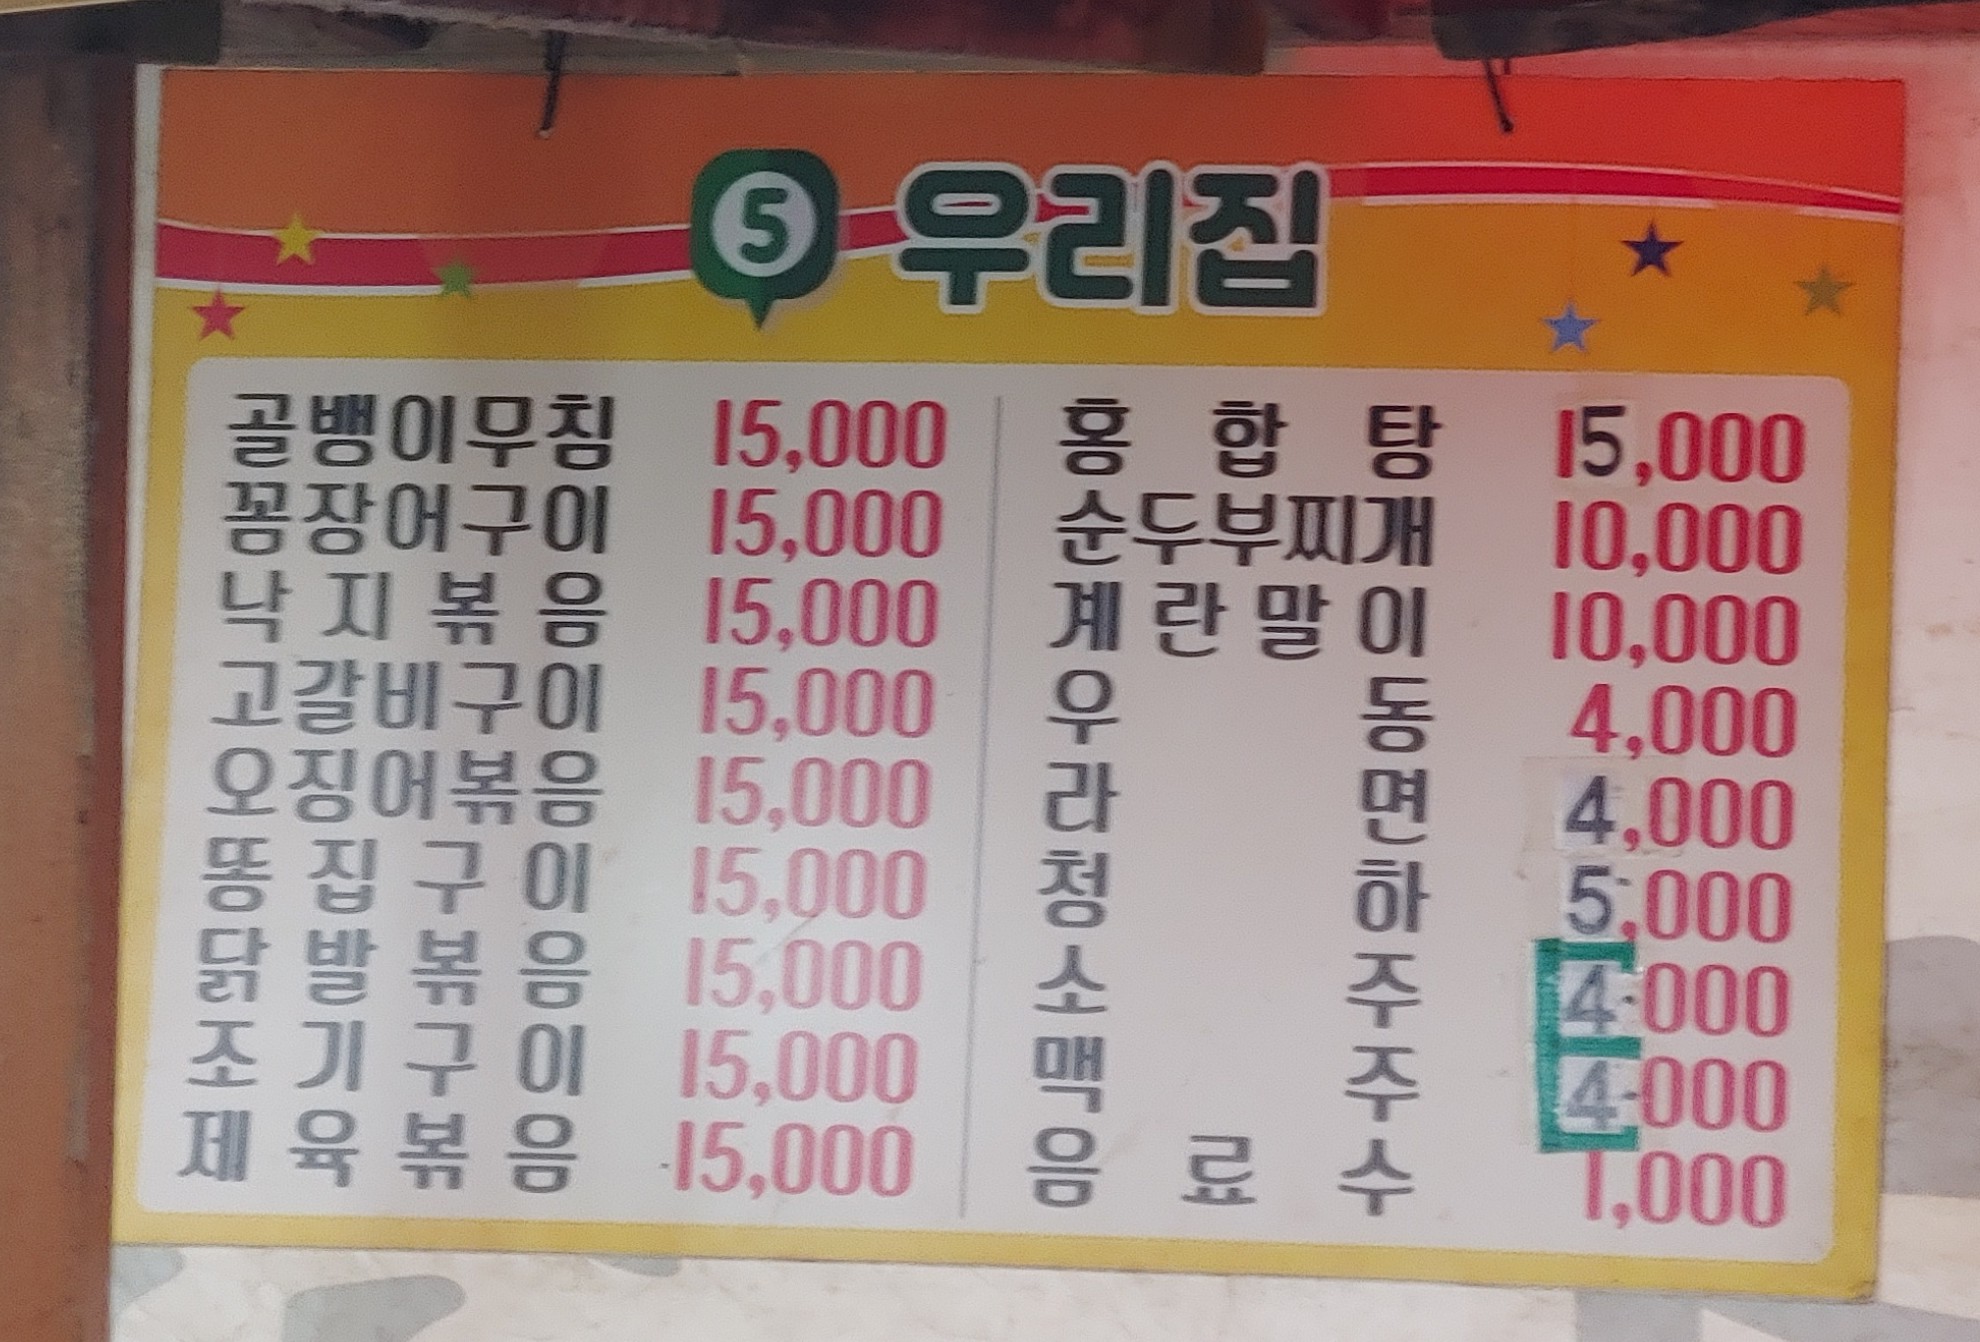 5 우리집
골뱅이무침 15,000
꼼장어구이 15,000
낙지볶음 15,000
고갈비구이 15,000
오징어볶음 15,000
똥집구이 15,000
닭발볶음 15,000
조기구이 15,000
제육볶음 15,000
홍합탕 15,000
순두부찌개 10,000
계란말이 10,000
우동 4,000
라면 4,000
청하 5,000
소주 4,000
맥주 4,000
음료수 1,000